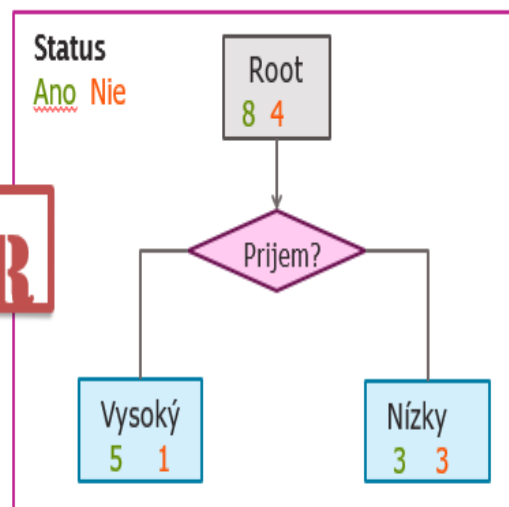 Status
Ano Nie
Root
8 4
R
Prijem?
Vysoký
5 1
Nízky
3 3